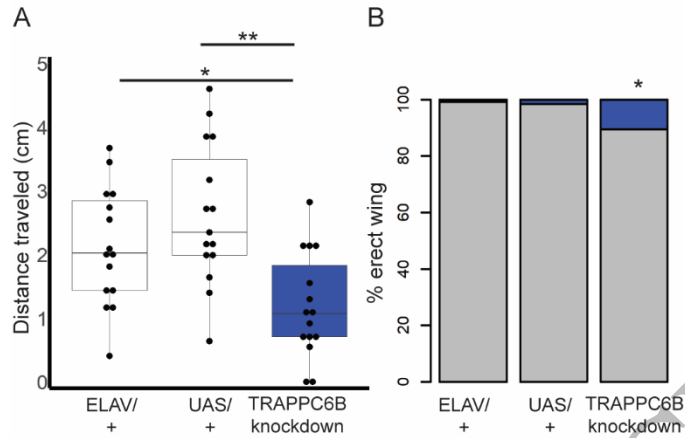 A
**
*
Distance traveled (cm)
5
4
3
2
1
0
ELAV/
+
UAS/
+
TRAPPC6B
knockdown
B
*
% erect wing
100
80
60
40
20
0
ELAV/
+
UAS/
+
TRAPPC6B
knockdown